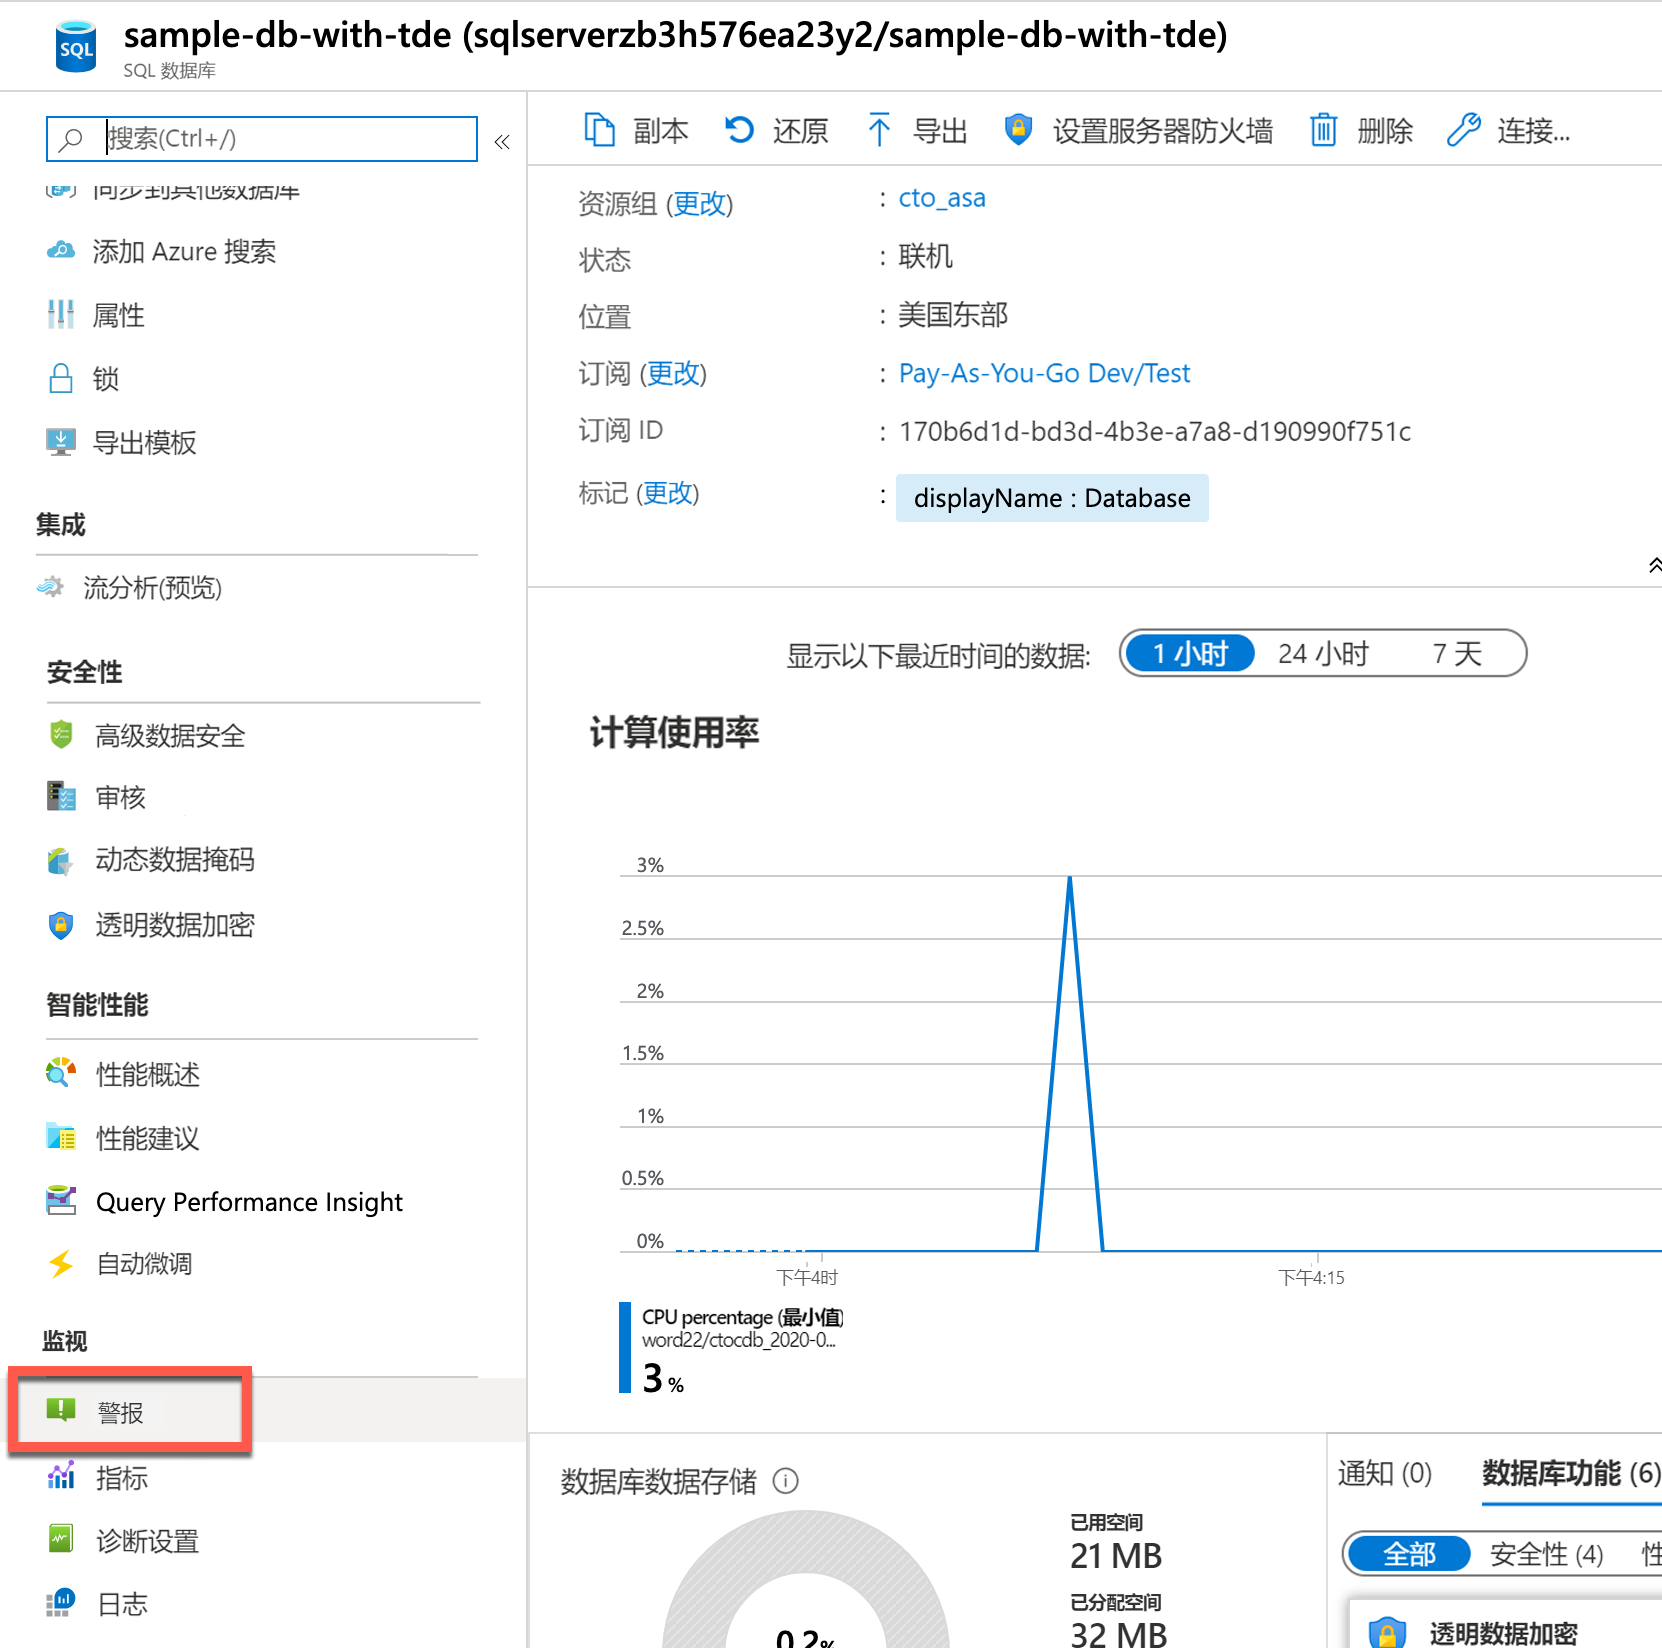 sample-db-with-tde (sqlserverzb3h576ea23y2/sample-db-with-tde)
SQL
SQL 数据库
搜索(Ctrl+/)
同步到其他数据库
添加 Azure 搜索
属性
锁
导出模板
集成
流分析(预览)
安全性
高级数据安全
审核
动态数据掩码
透明数据加密
智能性能
性能概述
性能建议
Query Performance Insight
自动微调
监视
警报
指标
诊断设置
日志
副本 还原 导出 设置服务器防火墙 删除 连接...
资源组 (更改) : cto_asa
状态 : 联机
位置 : 美国东部
订阅 (更改) : Pay-As-You-Go Dev/Test
订阅 ID : 170b6d1d-bd3d-4b3e-a7a8-d190990f751c
标记 (更改) : displayName : Database
显示以下最近时间的数据: 1 小时 24 小时 7 天
计算使用率
3%
2.5%
2%
1.5%
1%
0.5%
0%
下午4时 下午4:15
CPU percentage (最小值)
word22/ctocdb_2020-0...
3 %
数据库数据存储
0.2%
已用空间
21 MB
已分配空间
32 MB
通知 (0) 数据库功能 (6)
全部 安全性 (4) 性
透明数据加密